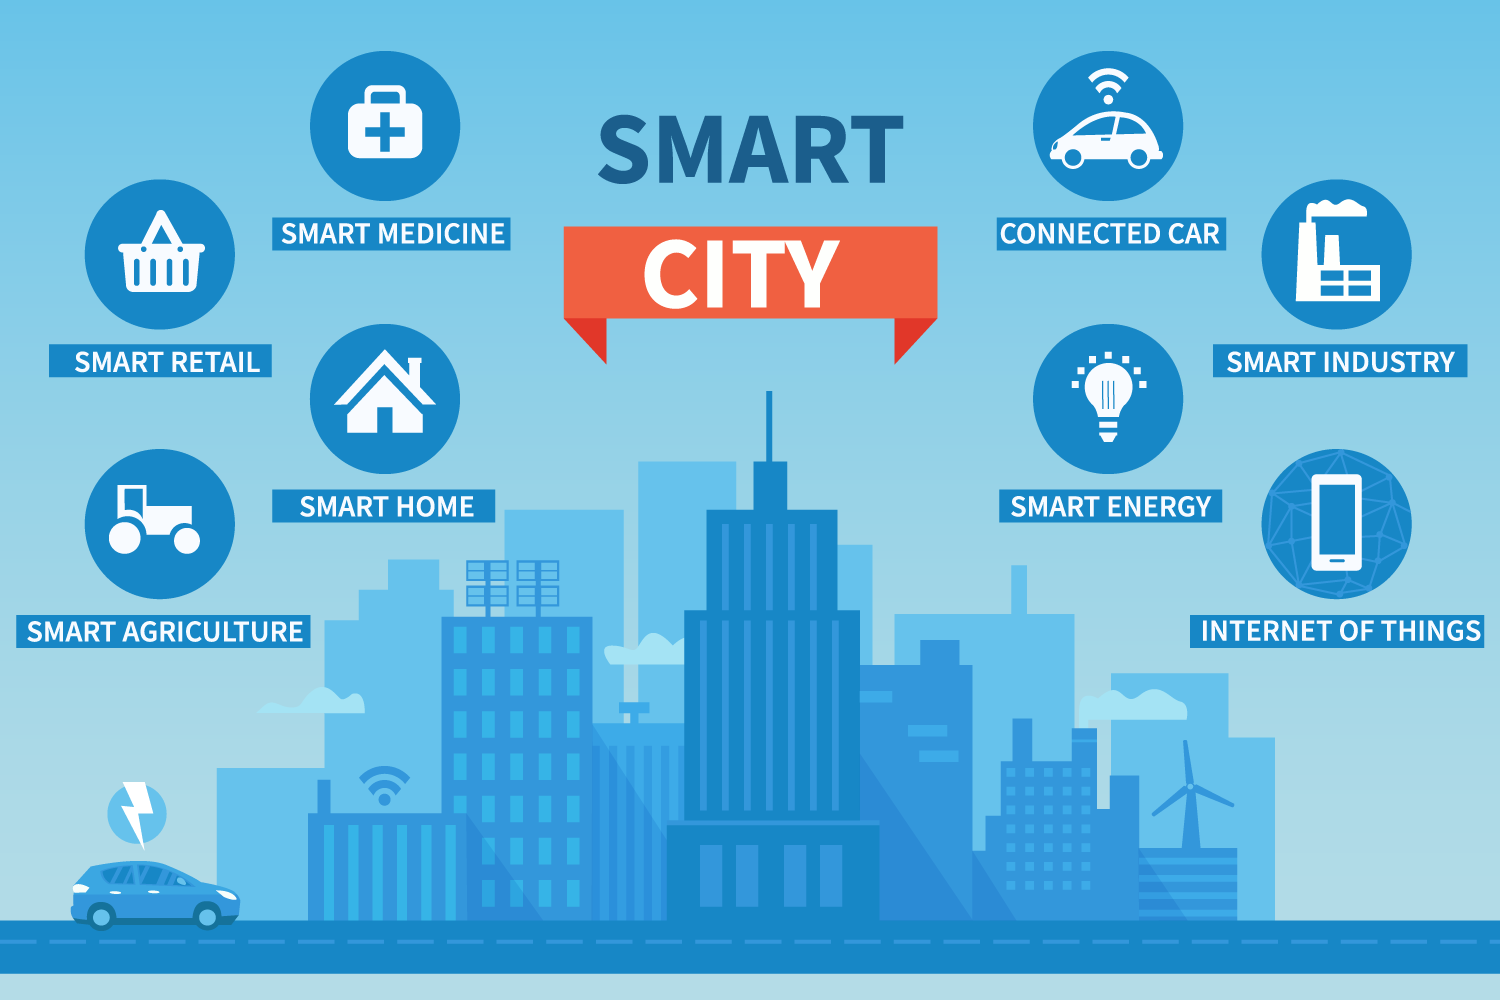 SMART
CITY
SMART MEDICINE
SMART RETAIL
SMART HOME
SMART AGRICULTURE
CONNECTED CAR
SMART INDUSTRY
SMART ENERGY
INTERNET OF THINGS